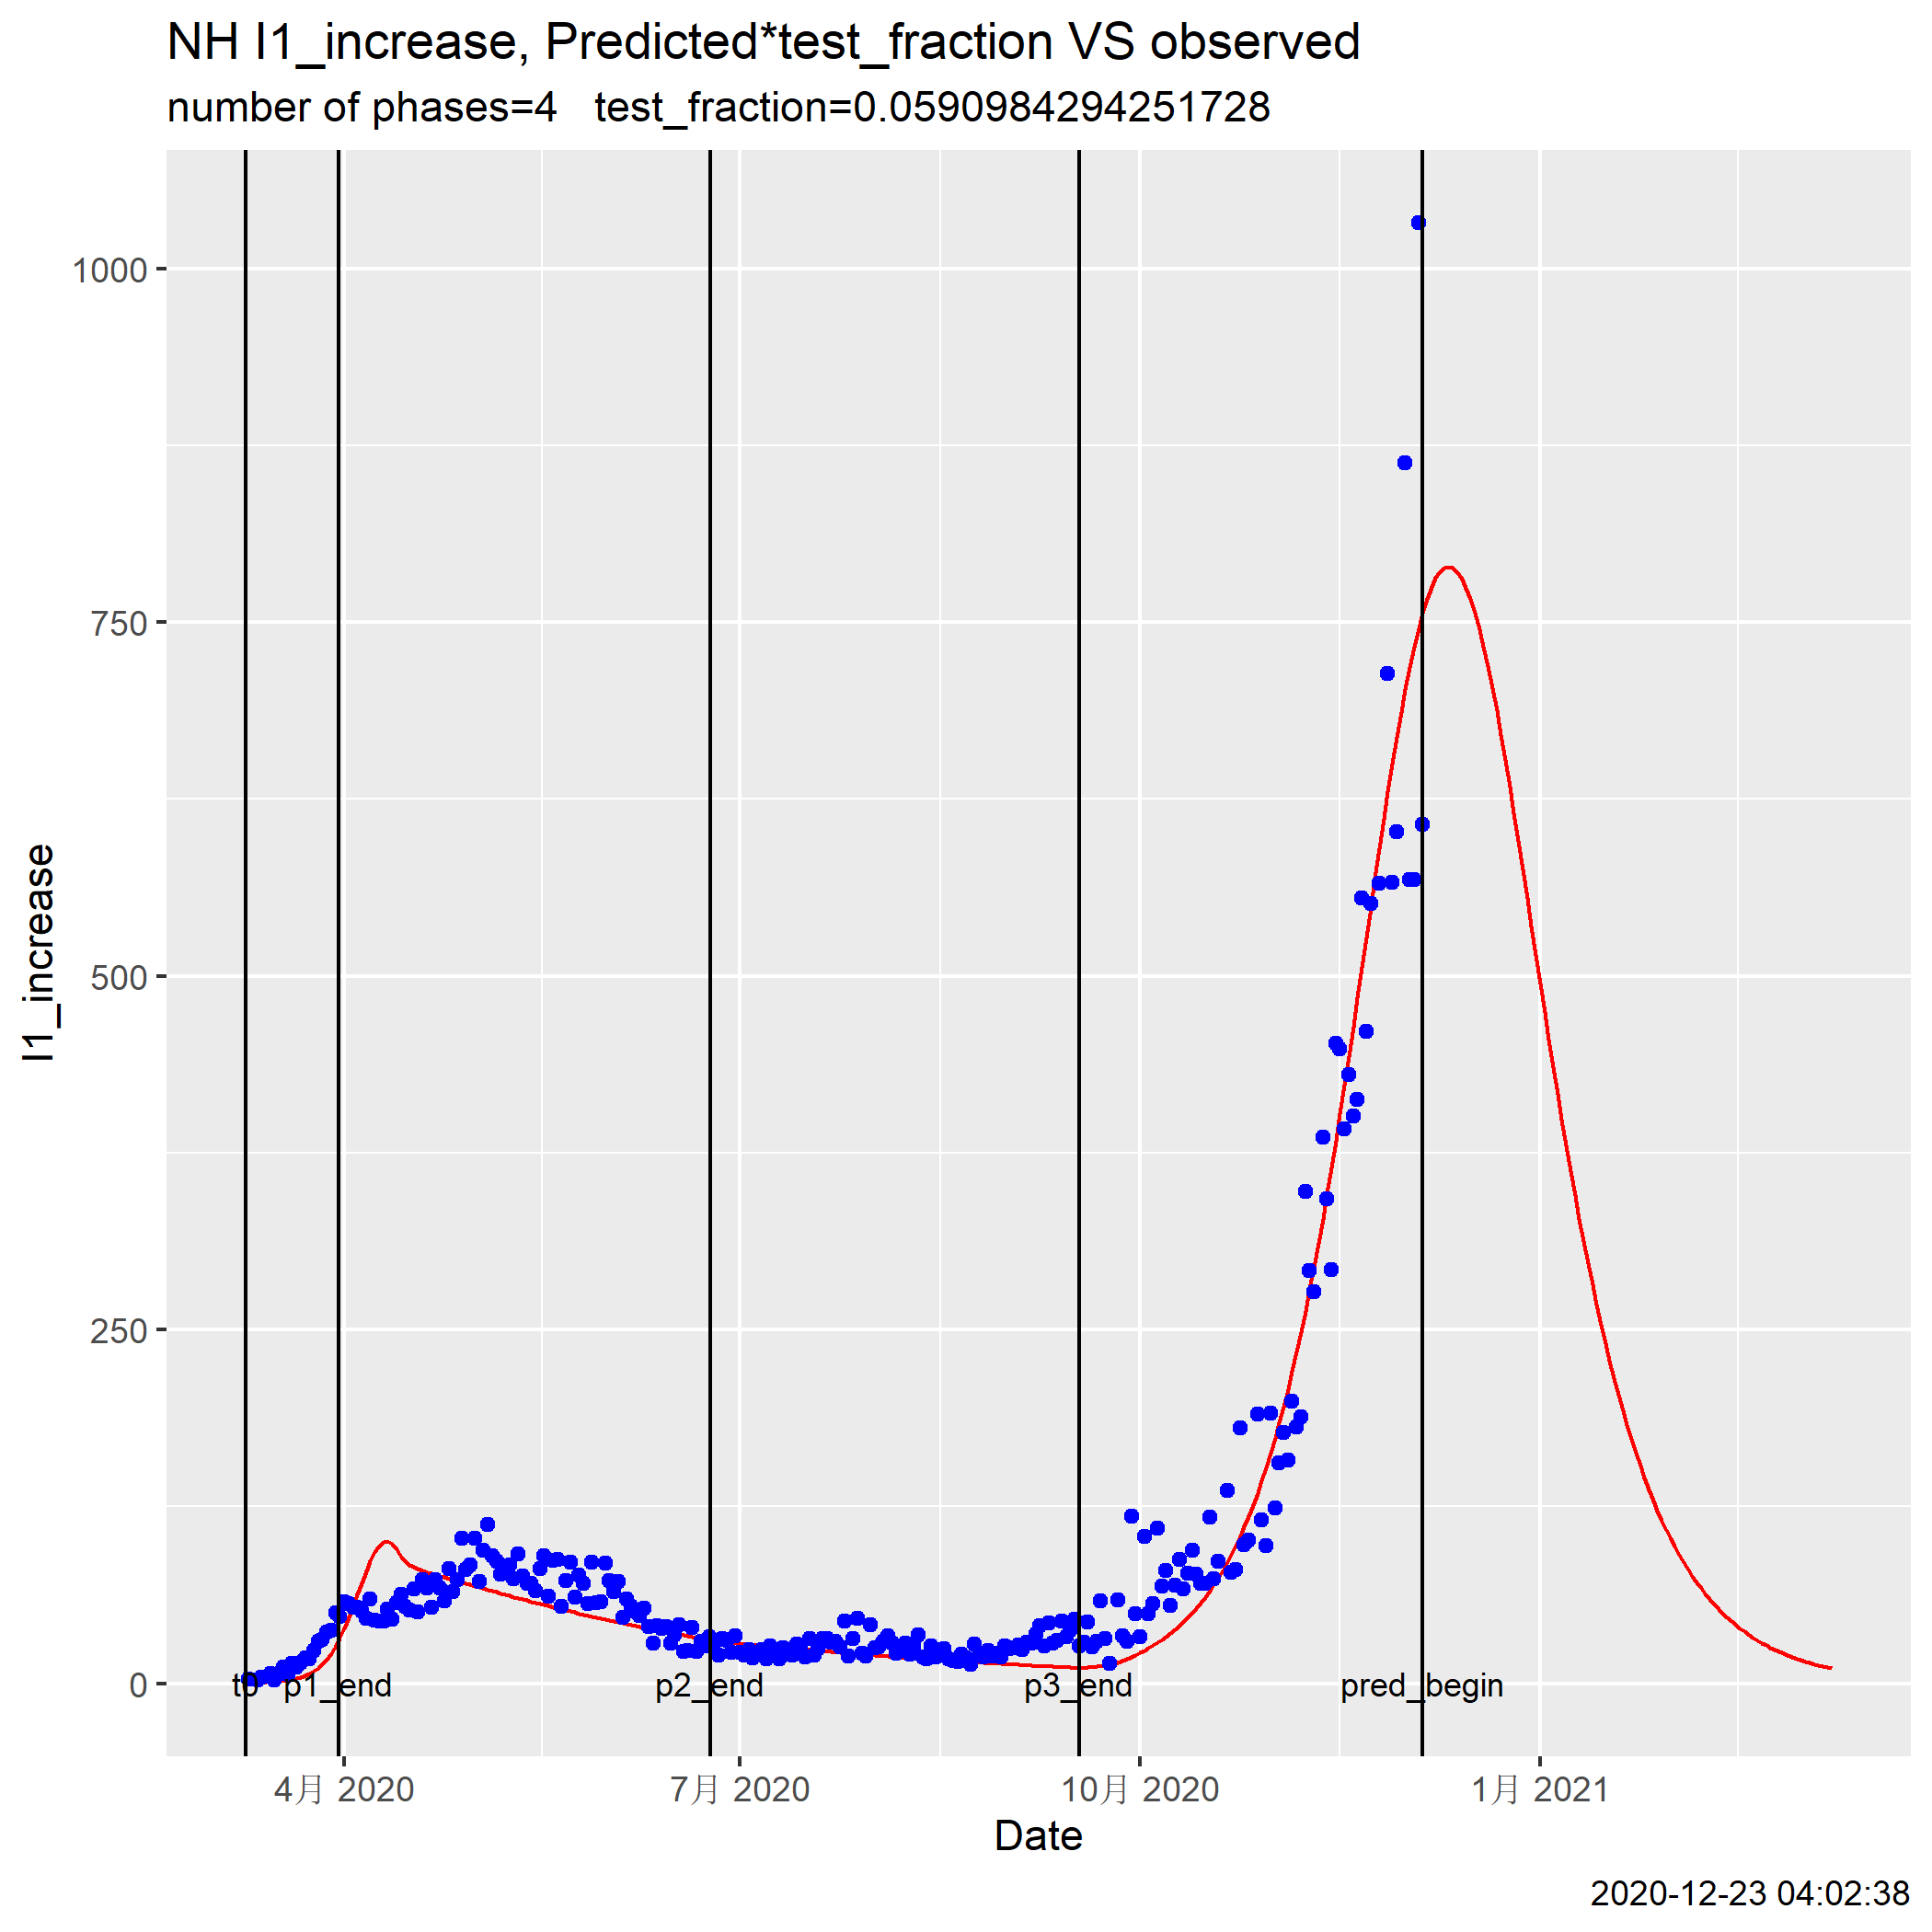 NH I1_increase, Predicted*test_fraction VS observed
number of phases=4 test_fraction=0.0590984294251728
I1_increase
1000
750
500
250
0
t0 p1_end p2_end p3_end pred_begin
4月 2020 7月 2020 10月 2020 1月 2021
Date
2020-12-23 04:02:38